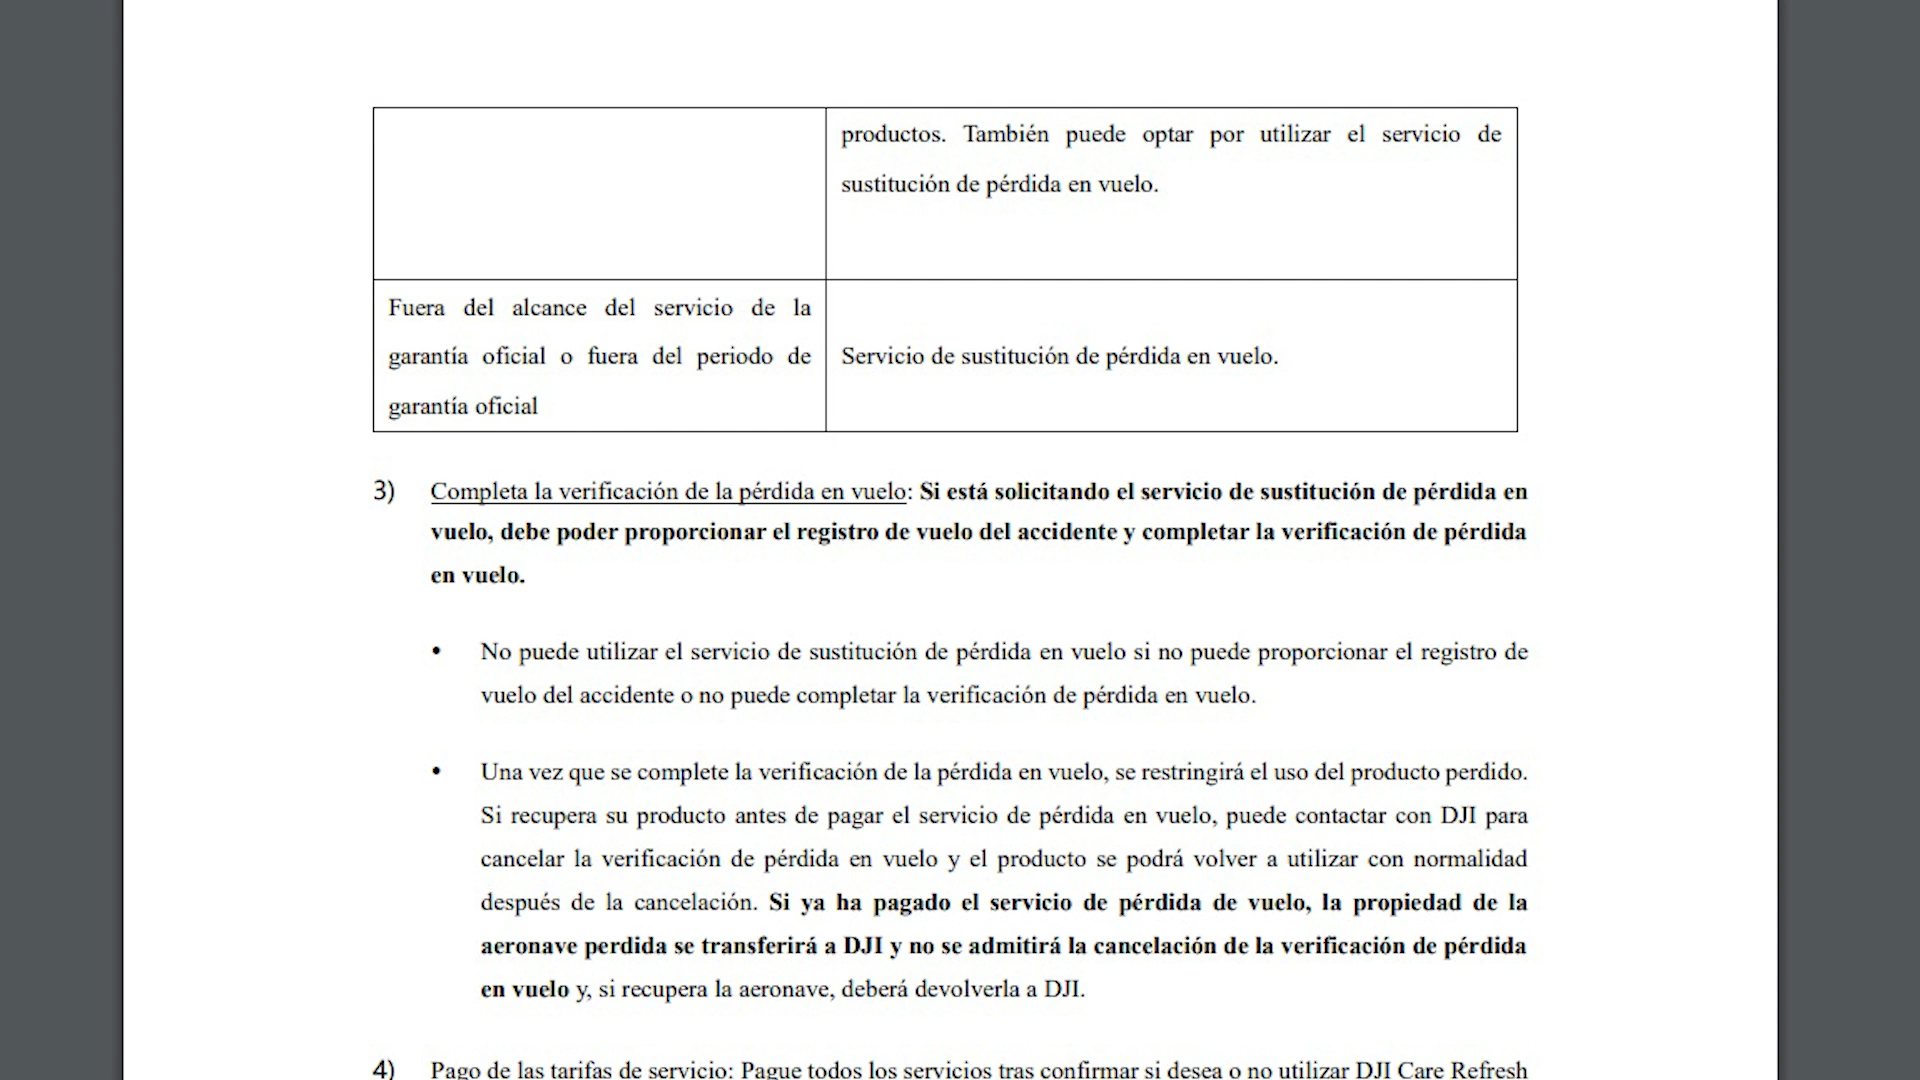 productos. También puede optar por utilizar el servicio de
sustitución de pérdida en vuelo.
Fuera del alcance del servicio de la
garantía oficial o fuera del periodo de
garantía oficial
Servicio de sustitución de pérdida en vuelo.
3) Completa la verificación de la pérdida en vuelo: Si está solicitando el servicio de sustitución de pérdida en
vuelo, debe poder proporcionar el registro de vuelo del accidente y completar la verificación de pérdida
en vuelo.
• No puede utilizar el servicio de sustitución de pérdida en vuelo si no puede proporcionar el registro de
vuelo del accidente o no puede completar la verificación de pérdida en vuelo.
• Una vez que se complete la verificación de la pérdida en vuelo, se restringirá el uso del producto perdido.
Si recupera su producto antes de pagar el servicio de pérdida en vuelo, puede contactar con DJI para
cancelar la verificación de pérdida en vuelo y el producto se podrá volver a utilizar con normalidad
después de la cancelación. Si ya ha pagado el servicio de pérdida de vuelo, la propiedad de la
aeronave perdida se transferirá a DJI y no se admitirá la cancelación de la verificación de pérdida
en vuelo y, si recupera la aeronave, deberá devolverla a DJI.
4) Pago de las tarifas de servicio: Pague todos los servicios tras confirmar si desea o no utilizar DJI Care Refresh